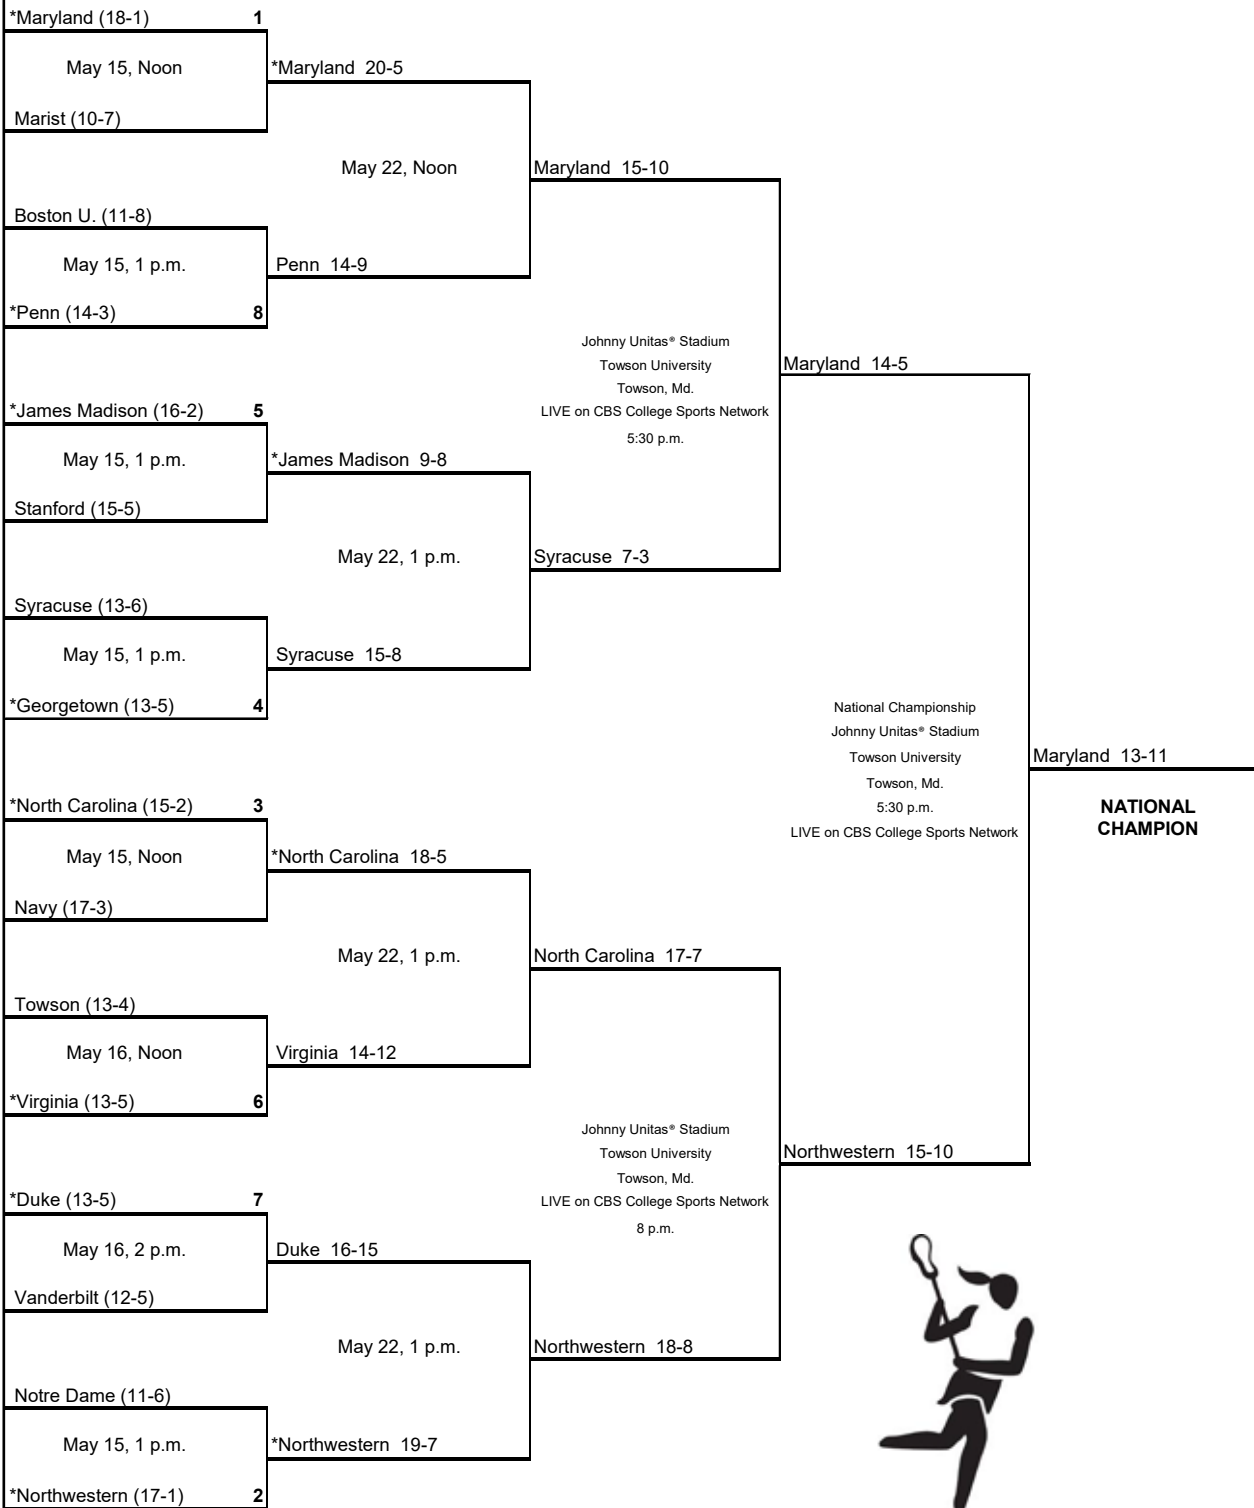 *Maryland (18-1) 1
May 15, Noon
*Maryland 20-5
Marist (10-7)
May 22, Noon
Maryland 15-10
Boston U. (11-8)
May 15, 1 p.m.
Penn 14-9
*Penn (14-3) 8
Johnny Unitas® Stadium
Towson University
Towson, Md.
LIVE on CBS College Sports Network
5:30 p.m.
Maryland 14-5
*James Madison (16-2) 5
May 15, 1 p.m.
*James Madison 9-8
Stanford (15-5)
May 22, 1 p.m.
Syracuse 7-3
Syracuse (13-6)
May 15, 1 p.m.
Syracuse 15-8
*Georgetown (13-5) 4
National Championship
Johnny Unitas® Stadium
Towson University
Towson, Md.
5:30 p.m.
LIVE on CBS College Sports Network
Maryland 13-11
NATIONAL
CHAMPION
*North Carolina (15-2) 3
May 15, Noon
*North Carolina 18-5
Navy (17-3)
May 22, 1 p.m.
North Carolina 17-7
Towson (13-4)
May 16, Noon
Virginia 14-12
*Virginia (13-5) 6
Johnny Unitas® Stadium
Towson University
Towson, Md.
LIVE on CBS College Sports Network
8 p.m.
Northwestern 15-10
*Duke (13-5) 7
May 16, 2 p.m.
Duke 16-15
Vanderbilt (12-5)
May 22, 1 p.m.
Northwestern 18-8
Notre Dame (11-6)
May 15, 1 p.m.
*Northwestern 19-7
*Northwestern (17-1) 2